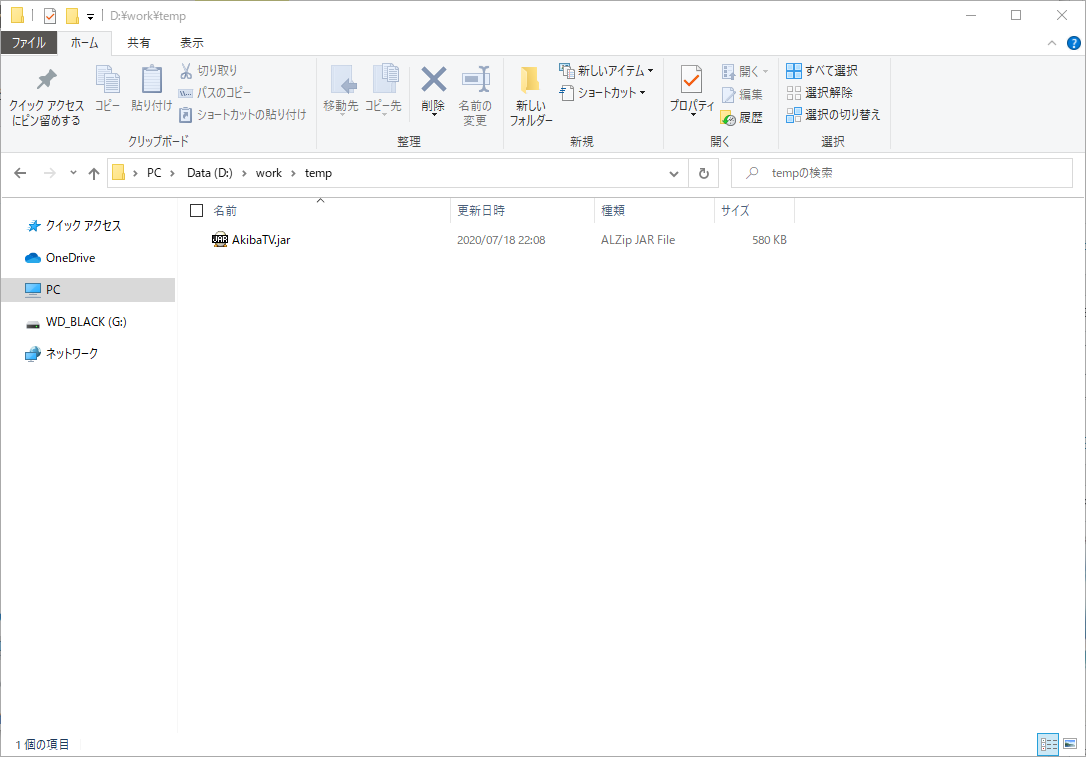 D:¥work¥temp
ファイル ホーム 共有 表示
クイック アクセス
にピン留めする
コピー
貼り付け
切り取り
パスのコピー
ショートカットの貼り付け
クリップボード
移動先
コピー先
削除
名前の
変更
整理
新しい
フォルダー
新しいアイテム
ショートカット
新規
プロパティ
開く
編集
履歴
開く
すべて選択
選択解除
選択の切り替え
選択
PC Data (D:) work temp
tempの検索
クイック アクセス
OneDrive
PC
WD_BLACK (G:)
ネットワーク
名前 更新日時 種類 サイズ
AkibaTV.jar 2020/07/18 22:08 ALZip JAR File 580 KB
1 個の項目